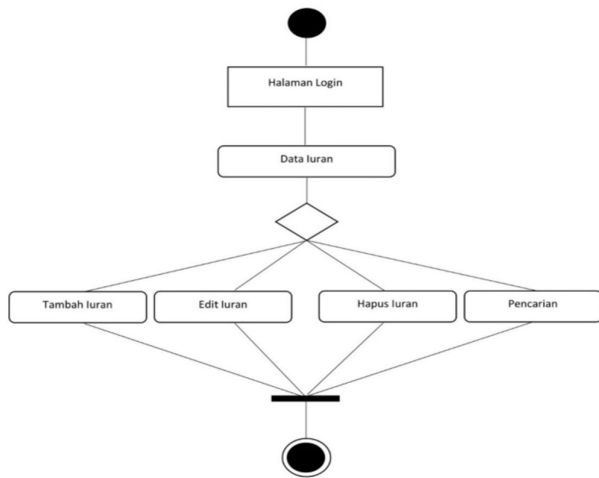 Halaman Login
Data Iuran
Tambah Iuran
Edit Iuran
Hapus Iuran
Pencarian